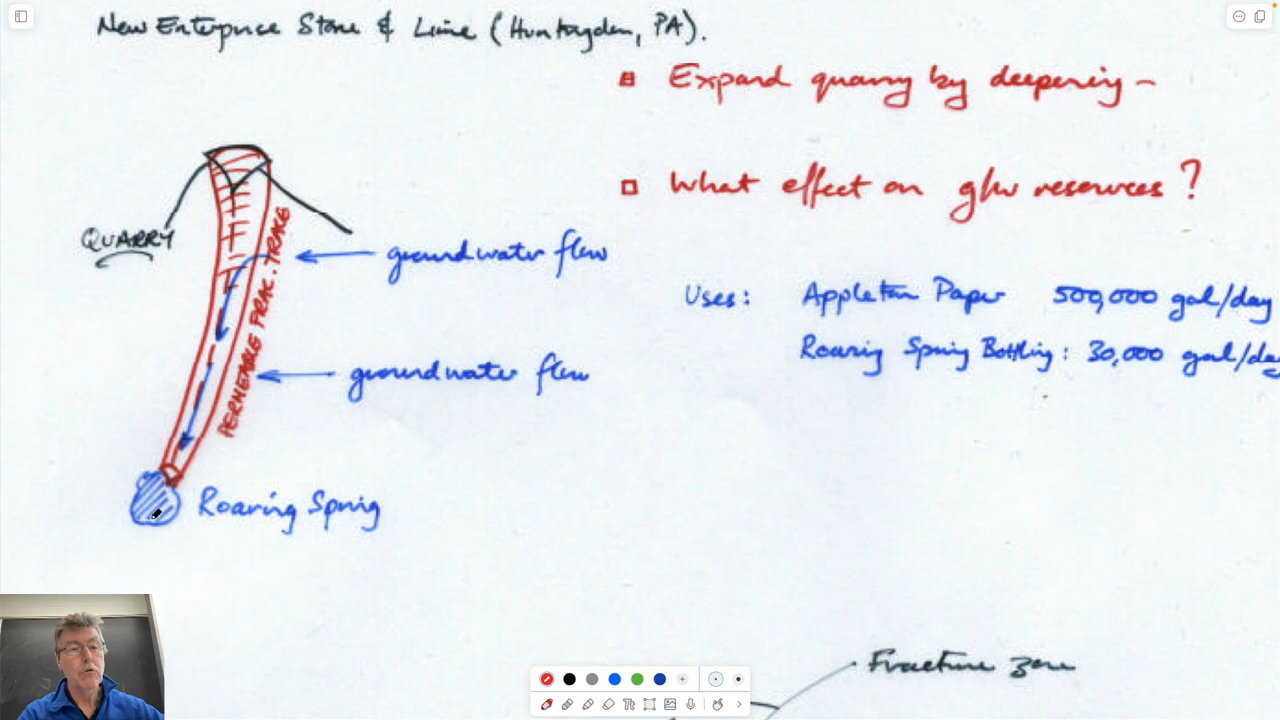 New Enterprise Stone & Lime (Huntingdon, PA).
Expand quarry by deepening -
What effect on ghw resources?
QUARRY
PERMEABLE FRAC. TRACE
groundwater flow
Uses: Appleton Paper 500,000 gal/day
Roaring Spring Bottling: 30,000 gal/day
groundwater flow
Roaring Spring
Fracture zone
Tt